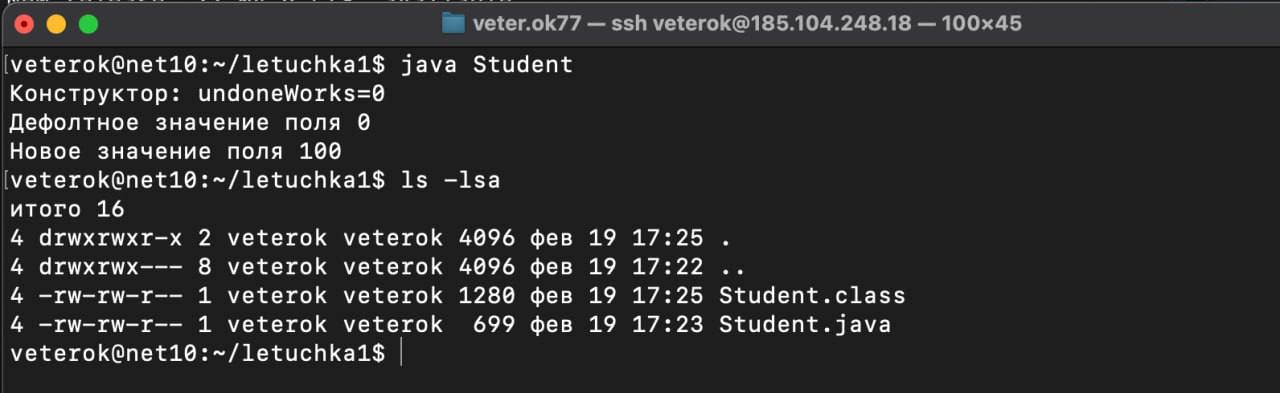 veter.ok77 — ssh veterok@185.104.248.18 — 100×45
[veterok@net10:~/letuchka1$ java Student
Конструктор: undoneWorks=0
Дефолтное значение поля 0
Новое значение поля 100
[veterok@net10:~/letuchka1$ ls -lsa
итого 16
4 drwxrwxr-x 2 veterok veterok 4096 фев 19 17:25 .
4 drwxrwx--- 8 veterok veterok 4096 фев 19 17:22 ..
4 -rw-rw-r-- 1 veterok veterok 1280 фев 19 17:25 Student.class
4 -rw-rw-r-- 1 veterok veterok  699 фев 19 17:23 Student.java
veterok@net10:~/letuchka1$